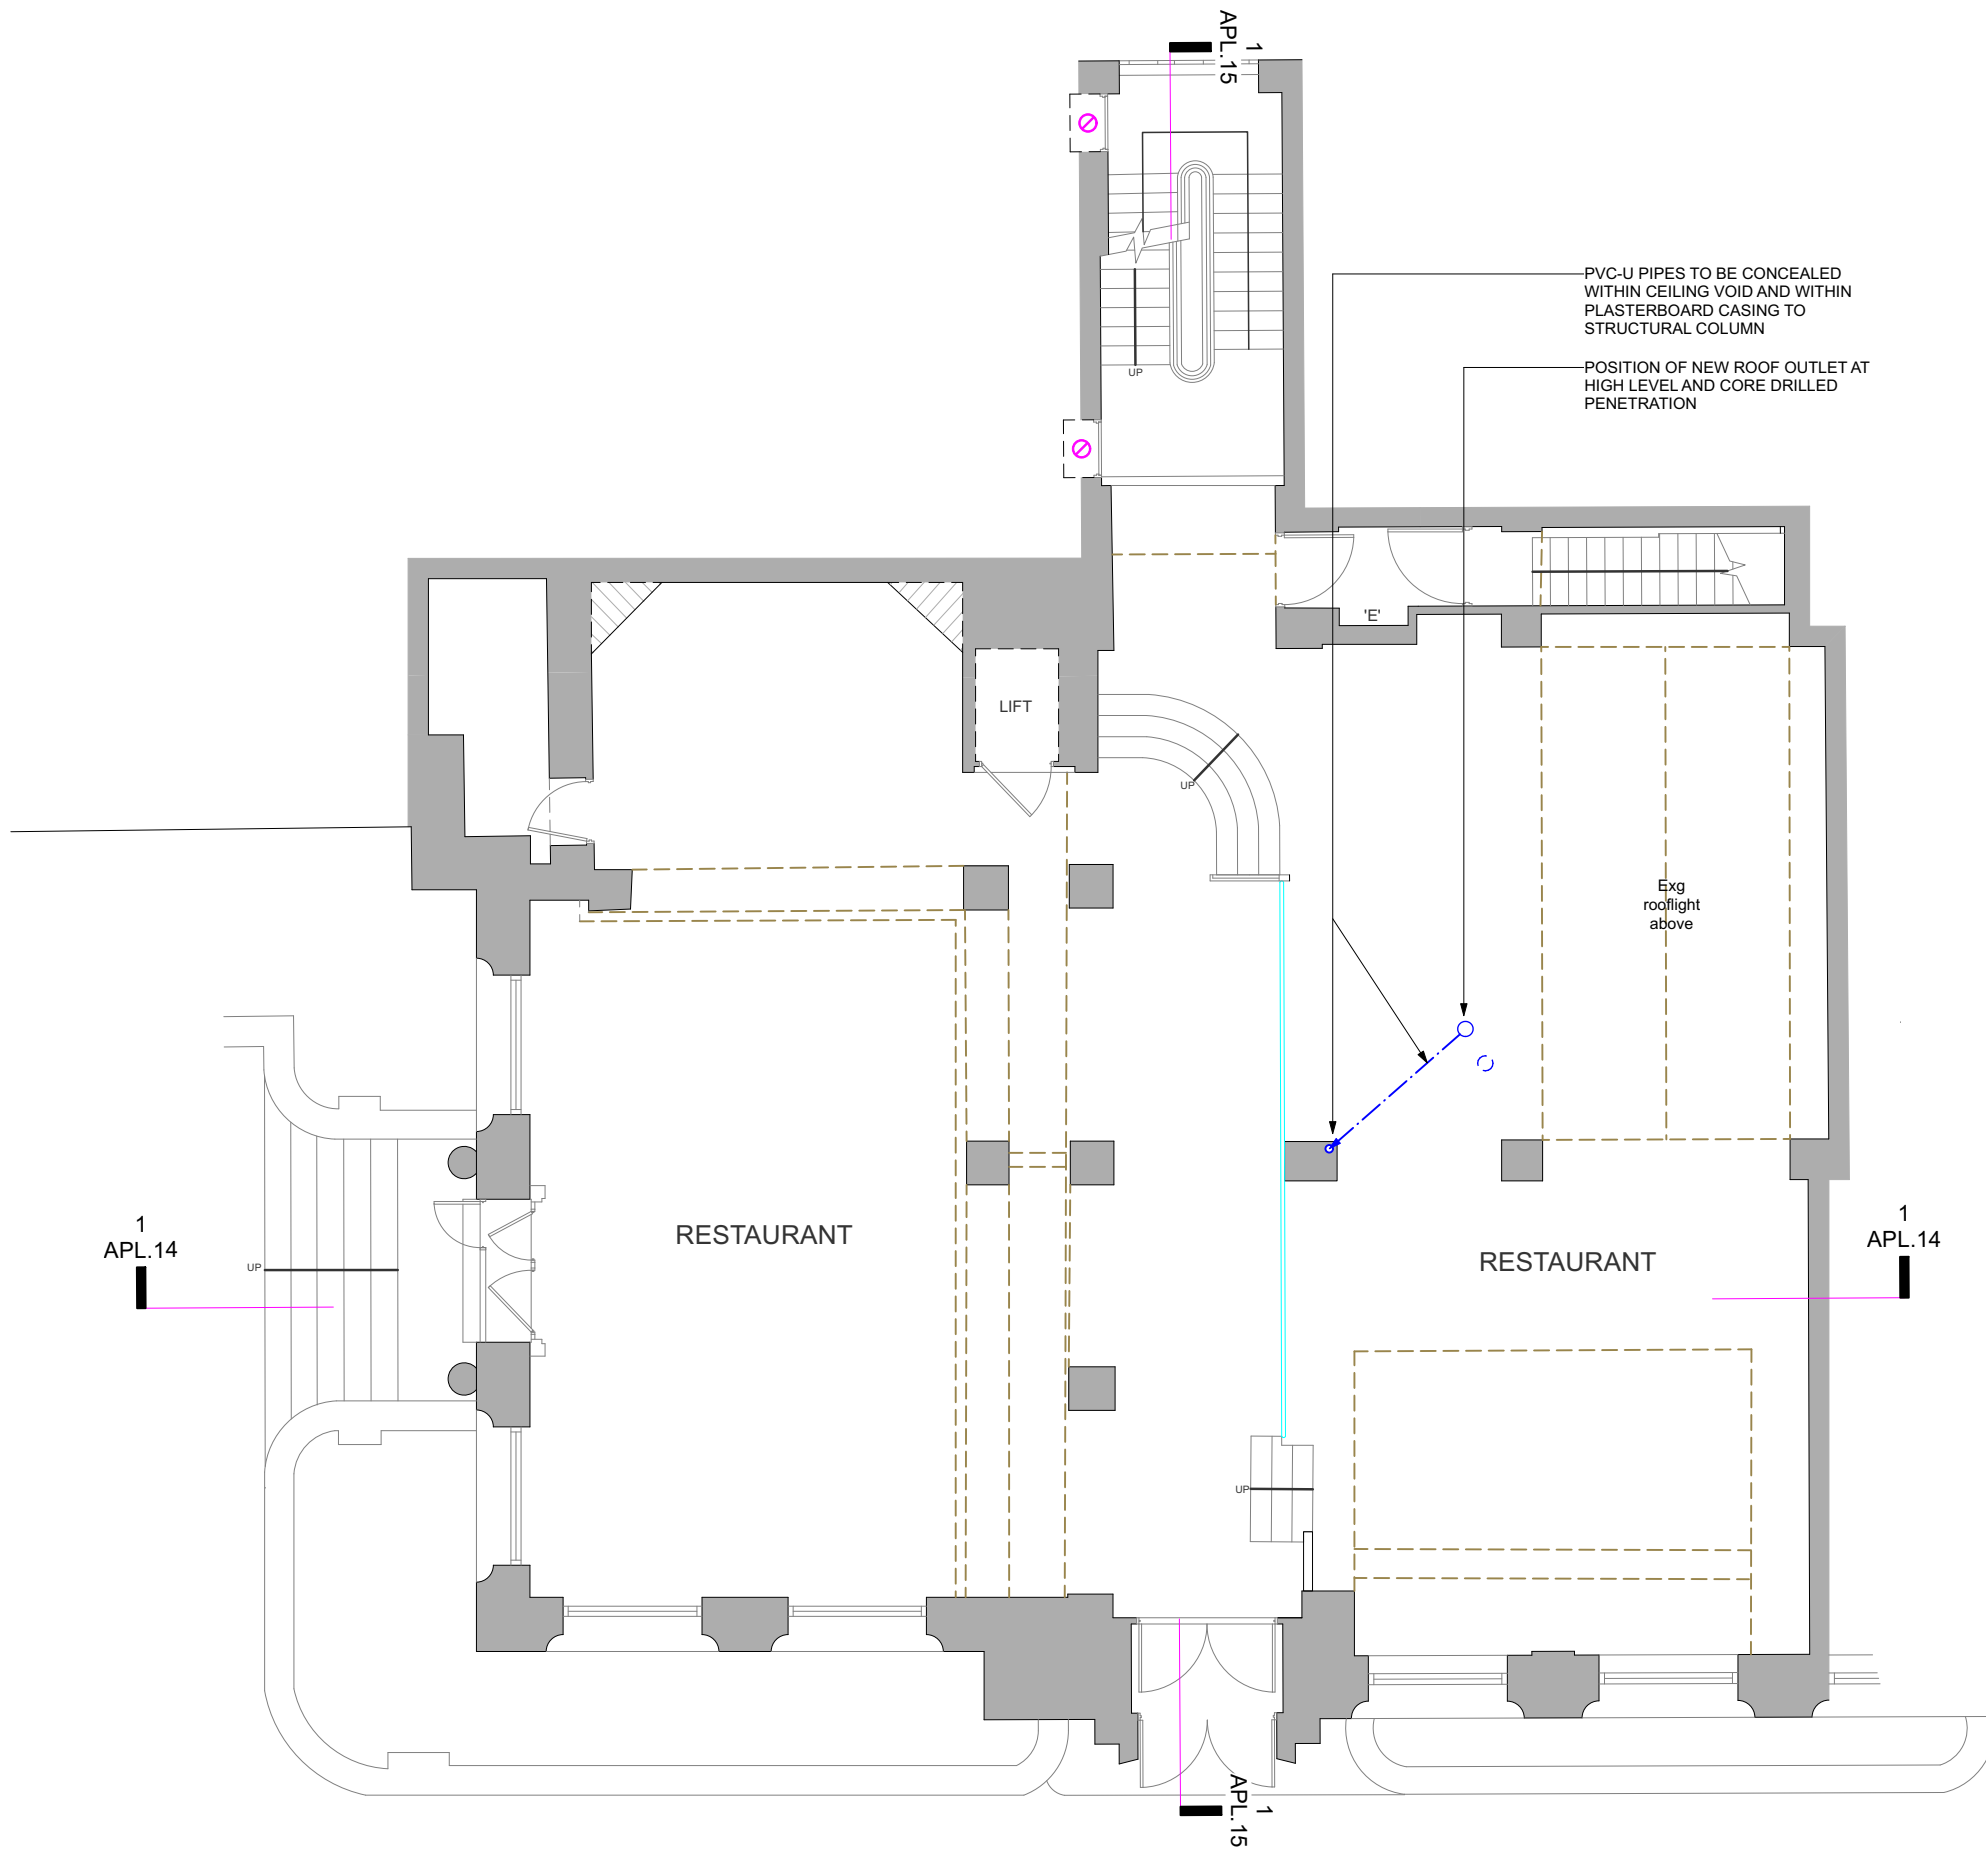 1
APL.15
PVC-U PIPES TO BE CONCEALED
WITHIN CEILING VOID AND WITHIN
PLASTERBOARD CASING TO
STRUCTURAL COLUMN
POSITION OF NEW ROOF OUTLET AT
HIGH LEVEL AND CORE DRILLED
PENETRATION
UP
'E'
LIFT
UP
Exg
rooflight
above
1
APL.14
UP
RESTAURANT
RESTAURANT
1
APL.14
UP
1
APL.15